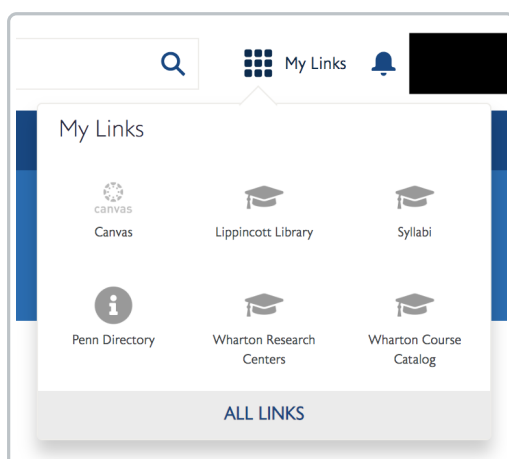 My Links
My Links
canvas
Canvas
Lippincott Library
Syllabi
Penn Directory
Wharton Research
Centers
Wharton Course
Catalog
ALL LINKS